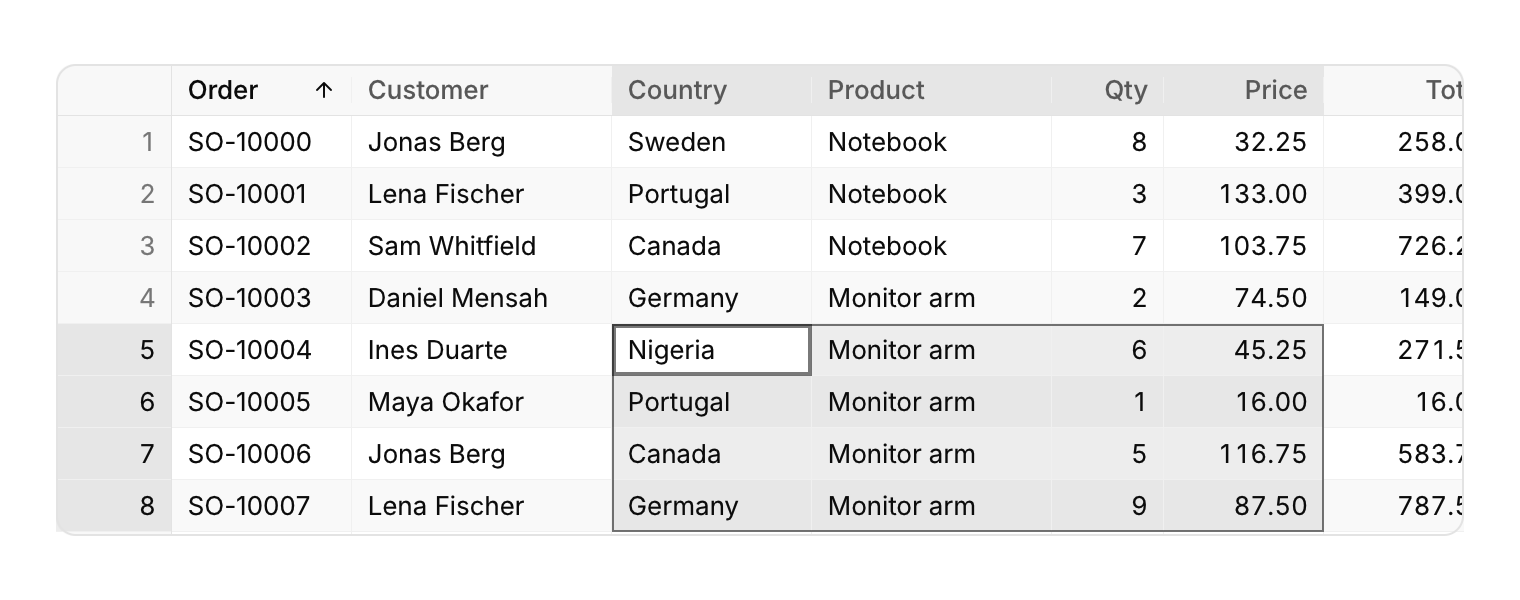 Order ↑ Customer Country Product Qty Price
1 SO-10000 Jonas Berg Sweden Notebook 8 32.25
2 SO-10001 Lena Fischer Portugal Notebook 3 133.00
3 SO-10002 Sam Whitfield Canada Notebook 7 103.75
4 SO-10003 Daniel Mensah Germany Monitor arm 2 74.50
5 SO-10004 Ines Duarte Nigeria Monitor arm 6 45.25
6 SO-10005 Maya Okafor Portugal Monitor arm 1 16.00
7 SO-10006 Jonas Berg Canada Monitor arm 5 116.75
8 SO-10007 Lena Fischer Germany Monitor arm 9 87.50